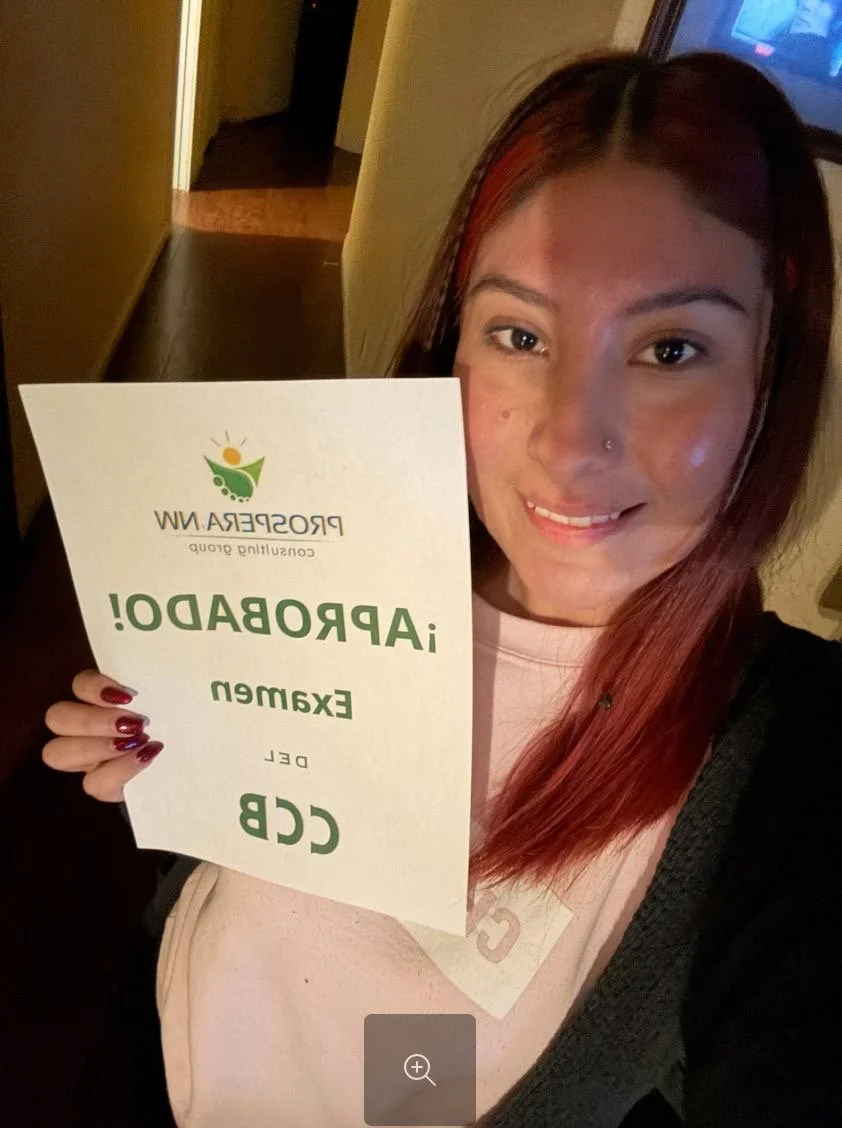 PROSPERA.NW
consulting group
¡APROBADO!
Examen
DEL
CCB